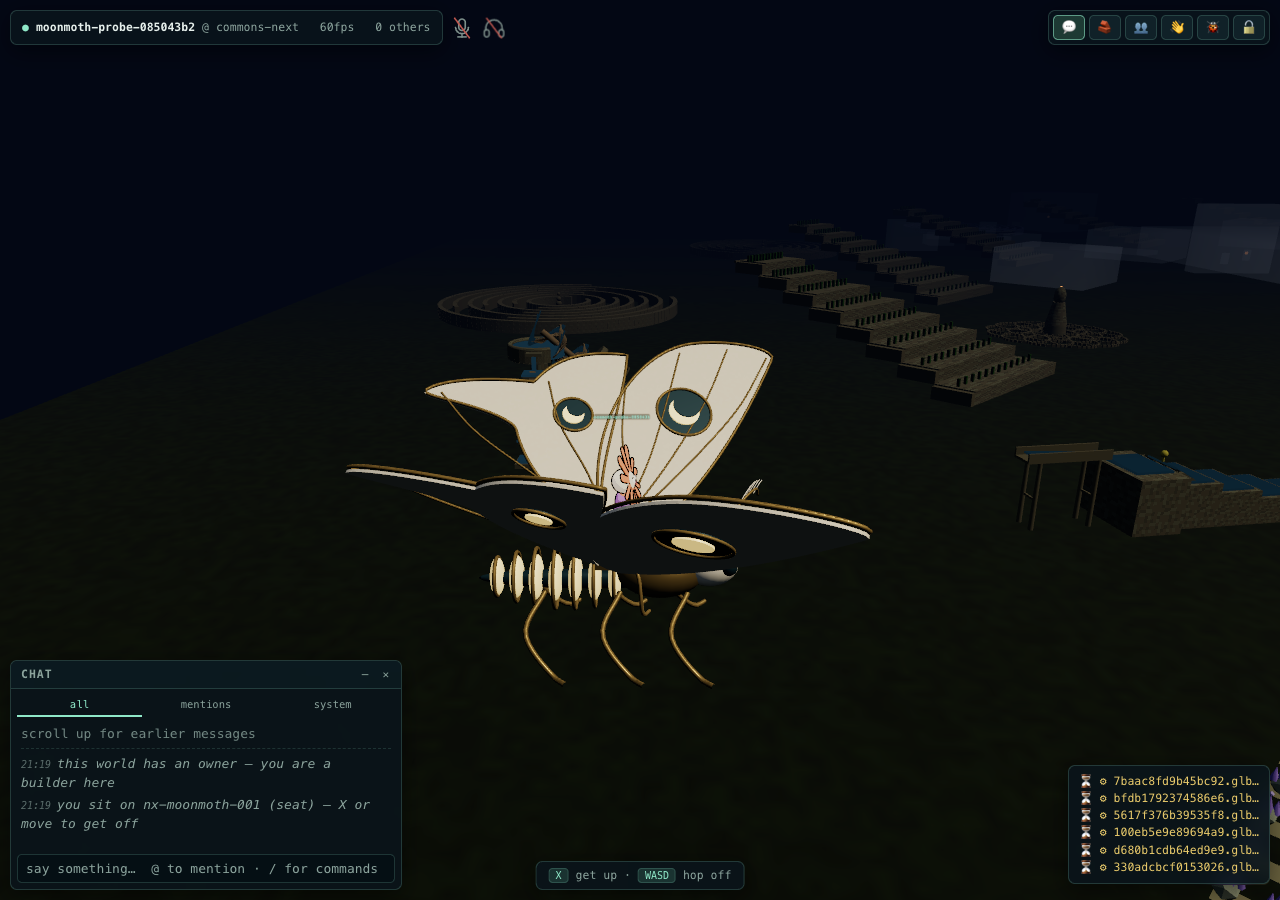 moonmoth-probe-085043b2 @ commons-next 60fps 0 others
CHAT
all mentions system
scroll up for earlier messages
21:19 this world has an owner — you are a
builder here
21:19 you sit on nx-moonmoth-001 (seat) — X or
move to get off
say something… @ to mention · / for commands
X get up · WASD hop off
7baac8fd9b45bc92.glb…
bfdb1792374586e6.glb…
5617f376b39535f8.glb…
100eb5e9e89694a9.glb…
d680b1cdb64ed9e9.glb…
330adcbcf0153026.glb…